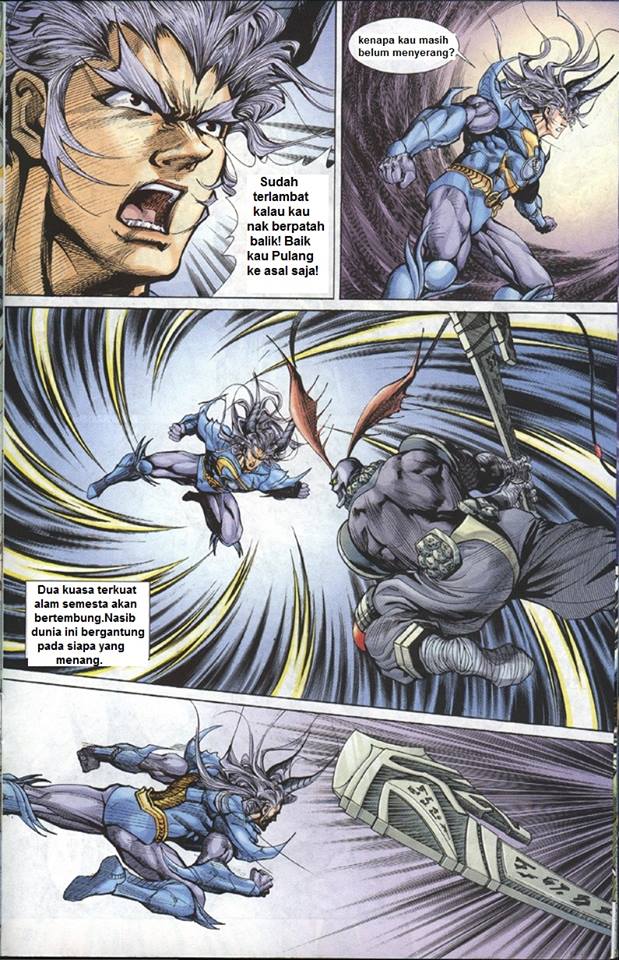 Sudah
terlambat
kalau kau
nak berpatah
balik! Baik
kau Pulang
ke asal saja!
kenapa kau masih
belum menyerang?
Dua kuasa terkuat
alam semesta akan
bertembung.Nasib
dunia ini bergantung
pada siapa yang
menang.